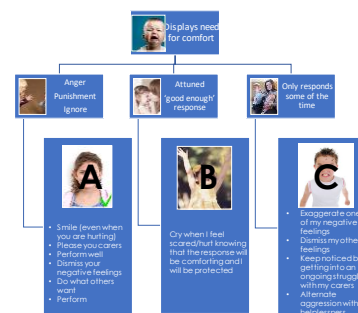 Displays need
for comfort
Anger
Punishment
Ignore
Attuned
'good enough'
response
Only responds
some of the
time
A
• Smile (even when
you are hurting)
• Please you carers
• Perform well
• Dismiss your
negative feelings
• Do what others
want
• Perform
B
Cry when I feel
scared/hurt knowing
that the response will
be comforting and I
will be protected
C
• Exaggerate one
of my negative
feelings
• Dismiss my other
feelings
• Keep noticed by
getting into an
ongoing struggle
with my carers
• Alternate
aggression with
helplessness